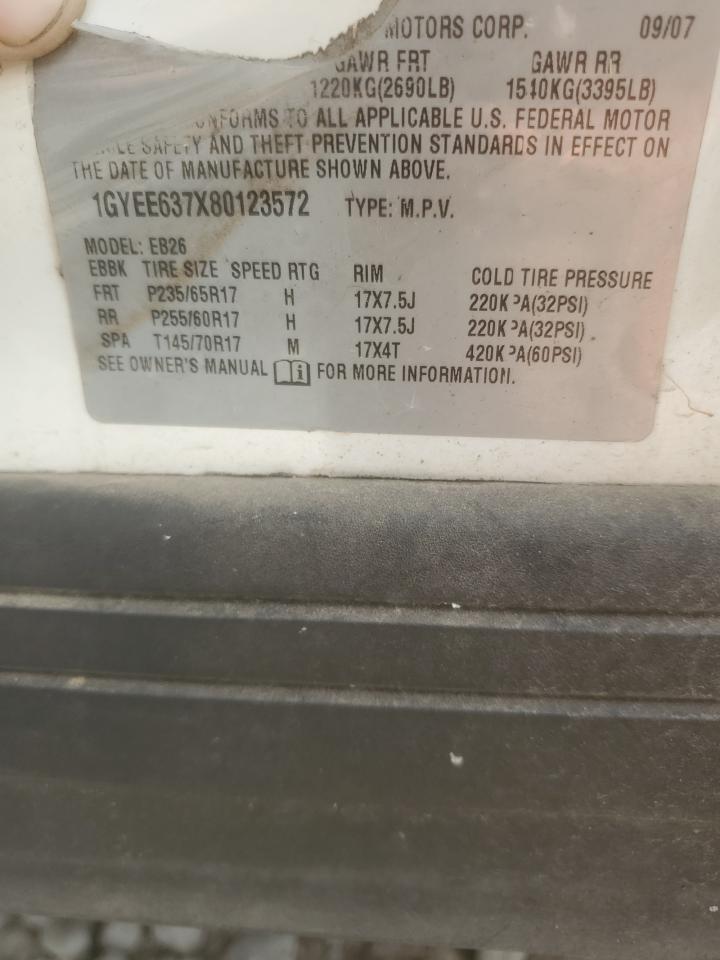 MOTORS CORP. 09/07
GAWR FRT GAWR RR
1220KG(2690LB) 1540KG(3395LB)
CONFORMS TO ALL APPLICABLE U.S. FEDERAL MOTOR
SAFETY AND THEFT PREVENTION STANDARDS IN EFFECT ON
THE DATE OF MANUFACTURE SHOWN ABOVE.
1GYEE637X80123572 TYPE: M.P.V.
MODEL: EB26
EBBK TIRE SIZE SPEED RTG RIM COLD TIRE PRESSURE
FRT P235/65R17 H 17X7.5J 220KPA(32PSI)
RR P255/60R17 H 17X7.5J 220KPA(32PSI)
SPA T145/70R17 M 17X4T 420KPA(60PSI)
SEE OWNER'S MANUAL i FOR MORE INFORMATION.